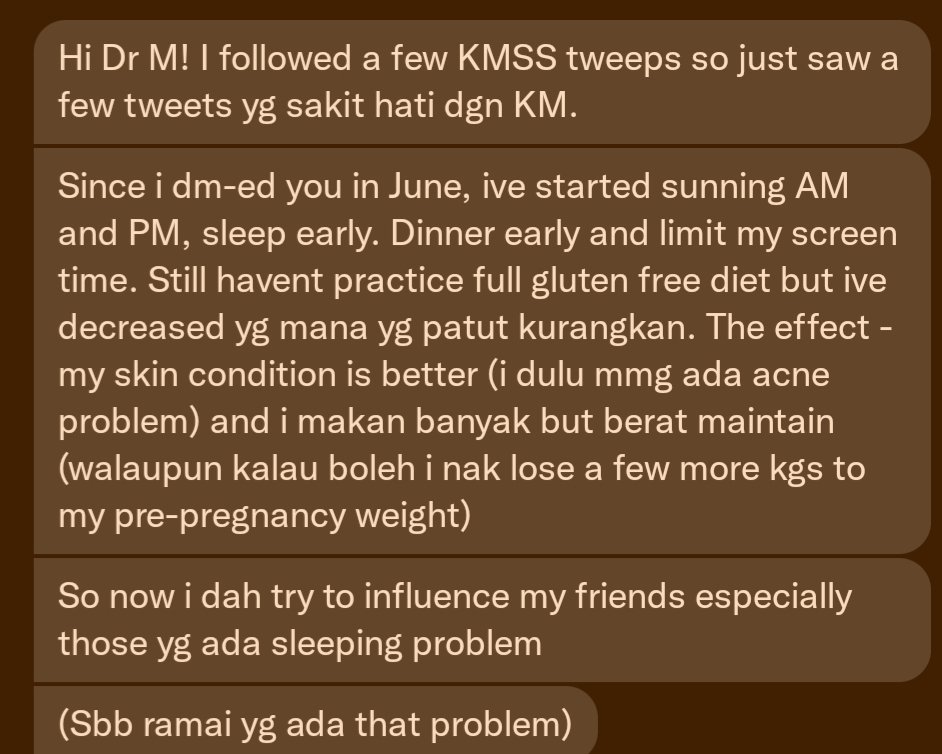 Hi Dr M! I followed a few KMSS tweeps so just saw a
few tweets yg sakit hati dgn KM.
Since i dm-ed you in June, ive started sunning AM
and PM, sleep early. Dinner early and limit my screen
time. Still havent practice full gluten free diet but ive
decreased yg mana yg patut kurangkan. The effect -
my skin condition is better (i dulu mmg ada acne
problem) and i makan banyak but berat maintain
(walaupun kalau boleh i nak lose a few more kgs to
my pre-pregnancy weight)
So now i dah try to influence my friends especially
those yg ada sleeping problem
(Sbb ramai yg ada that problem)